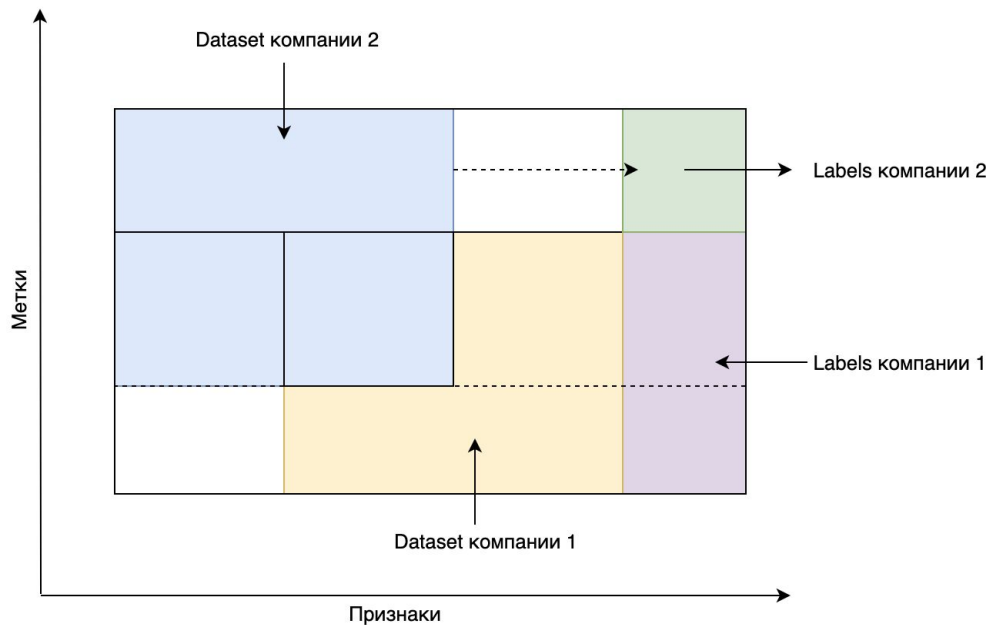 Dataset компании 2
Labels компании 2
Метки
Labels компании 1
Dataset компании 1
Признаки